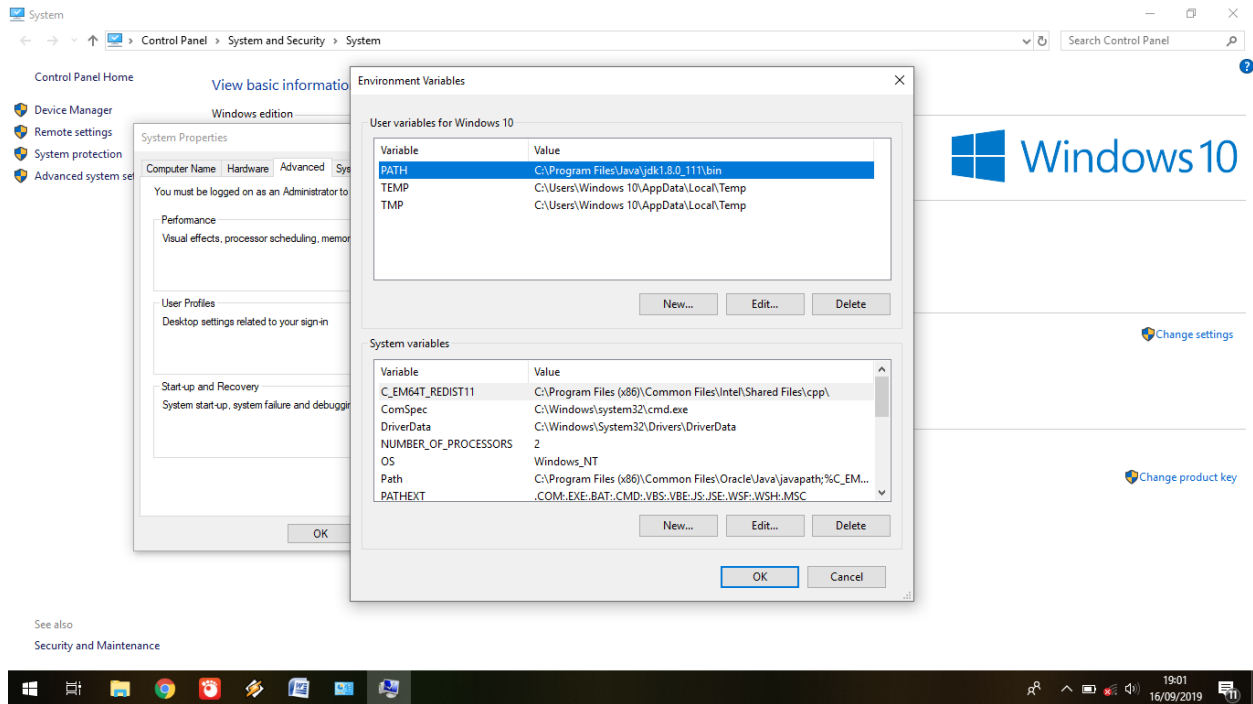 System
Control Panel > System and Security > System
Search Control Panel
Control Panel Home
Device Manager
Remote settings
System protection
Advanced system set
View basic informatio
Windows edition
System Properties
Computer Name Hardware Advanced Sys
You must be logged on as an Administrator to
Performance
Visual effects, processor scheduling, memor
User Profiles
Desktop settings related to your sign-in
Start-up and Recovery
System start-up, system failure and debuggin
OK
Environment Variables
User variables for Windows 10
Variable Value
PATH C:\Program Files\Java\jdk1.8.0_111\bin
TEMP C:\Users\Windows 10\AppData\Local\Temp
TMP C:\Users\Windows 10\AppData\Local\Temp
New... Edit... Delete
System variables
Variable Value
C_EM64T_REDIST11 C:\Program Files (x86)\Common Files\Intel\Shared Files\cpp\
ComSpec C:\Windows\system32\cmd.exe
DriverData C:\Windows\System32\Drivers\DriverData
NUMBER_OF_PROCESSORS 2
OS Windows_NT
Path C:\Program Files (x86)\Common Files\Oracle\Java\javapath;%C_EM...
PATHEXT .COM;.EXE;.BAT;.CMD;.VBS;.VBE;.JS;.JSE;.WSF;.WSH;.MSC
New... Edit... Delete
OK Cancel
Windows 10
Change settings
Change product key
See also
Security and Maintenance
19:01
16/09/2019
11